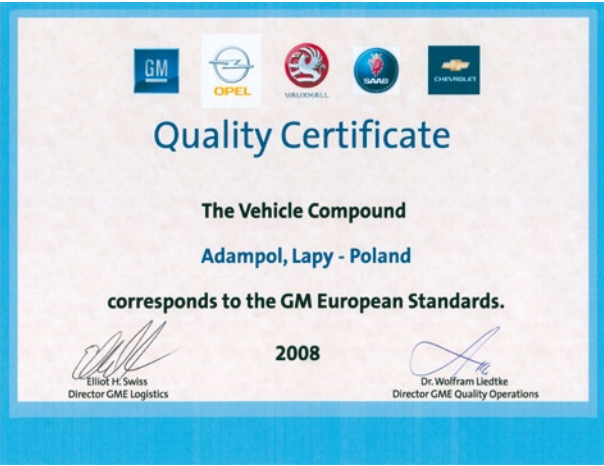 GM
OPEL
VAUXHALL
SAAB
CHEVROLET
Quality Certificate
The Vehicle Compound
Adampol, Lapy - Poland
corresponds to the GM European Standards.
2008
Elliot H. Swiss
Director GME Logistics
Dr. Wolfram Liedtke
Director GME Quality Operations